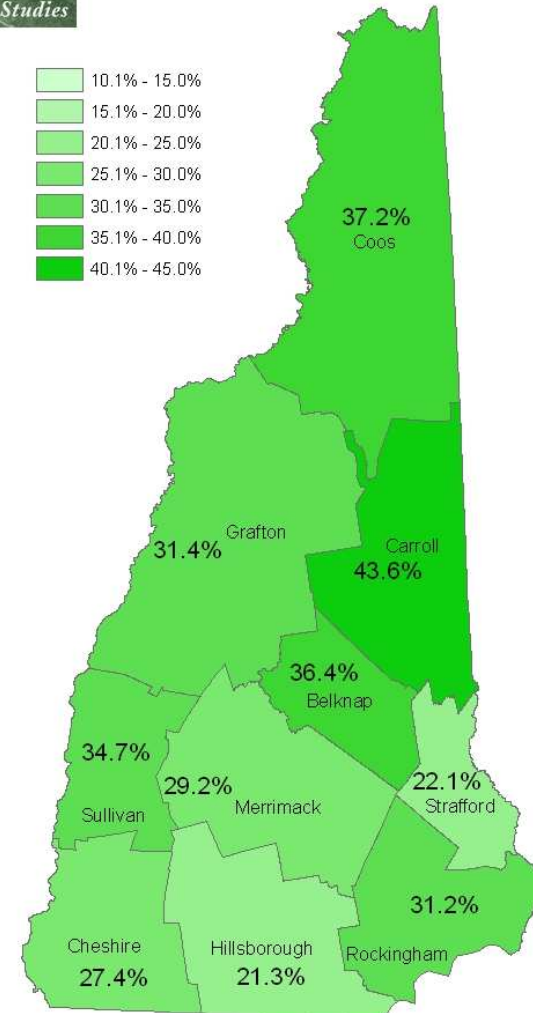 Studies
10.1% - 15.0%
15.1% - 20.0%
20.1% - 25.0%
25.1% - 30.0%
30.1% - 35.0%
35.1% - 40.0%
40.1% - 45.0%
37.2%
Coos
Grafton
31.4%
Carroll
43.6%
36.4%
Belknap
34.7%
Sullivan
29.2%
Merrimack
22.1%
Strafford
31.2%
Rockingham
Cheshire
27.4%
Hillsborough
21.3%